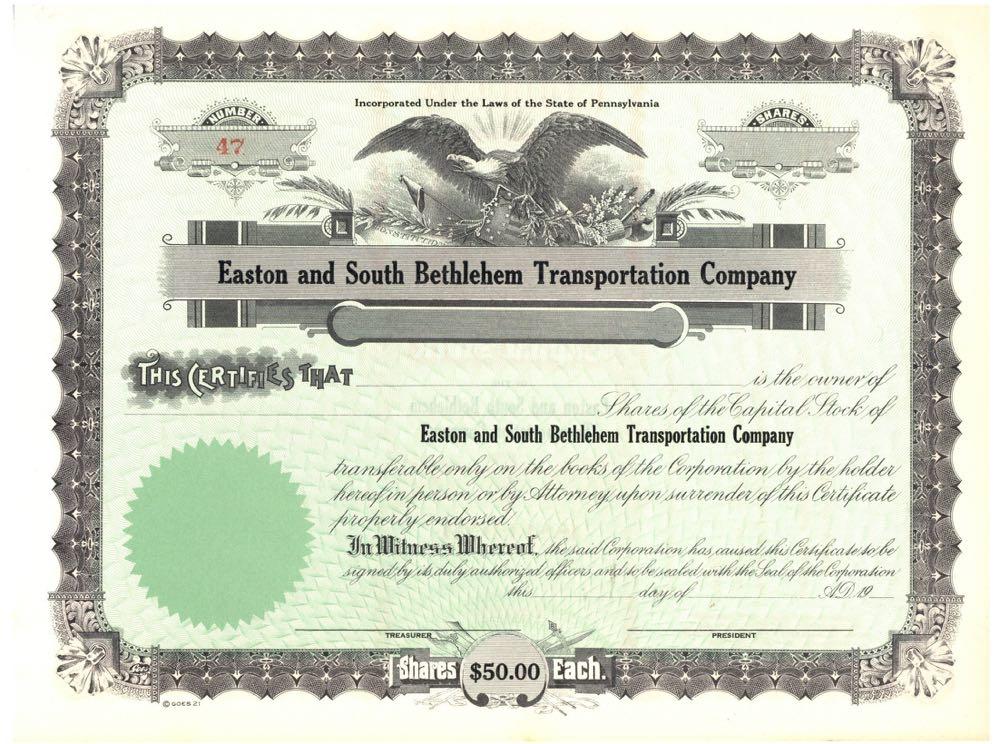 Incorporated Under the Laws of the State of Pennsylvania
NUMBER
47
SHARES
Easton and South Bethlehem Transportation Company
THIS CERTIFIES THAT
is the owner of
Shares of the Capital Stock of
Easton and South Bethlehem Transportation Company
transferable only on the books of the Corporation by the holder
hereof in person or by Attorney upon surrender of this Certificate
properly endorsed.
In Witness Whereof, the said Corporation has caused this Certificate to be
signed by its duly authorized officers and to be sealed with the Seal of the Corporation
this day of A.D. 19
TREASURER
PRESIDENT
Shares $50.00 Each.
© GOES 21